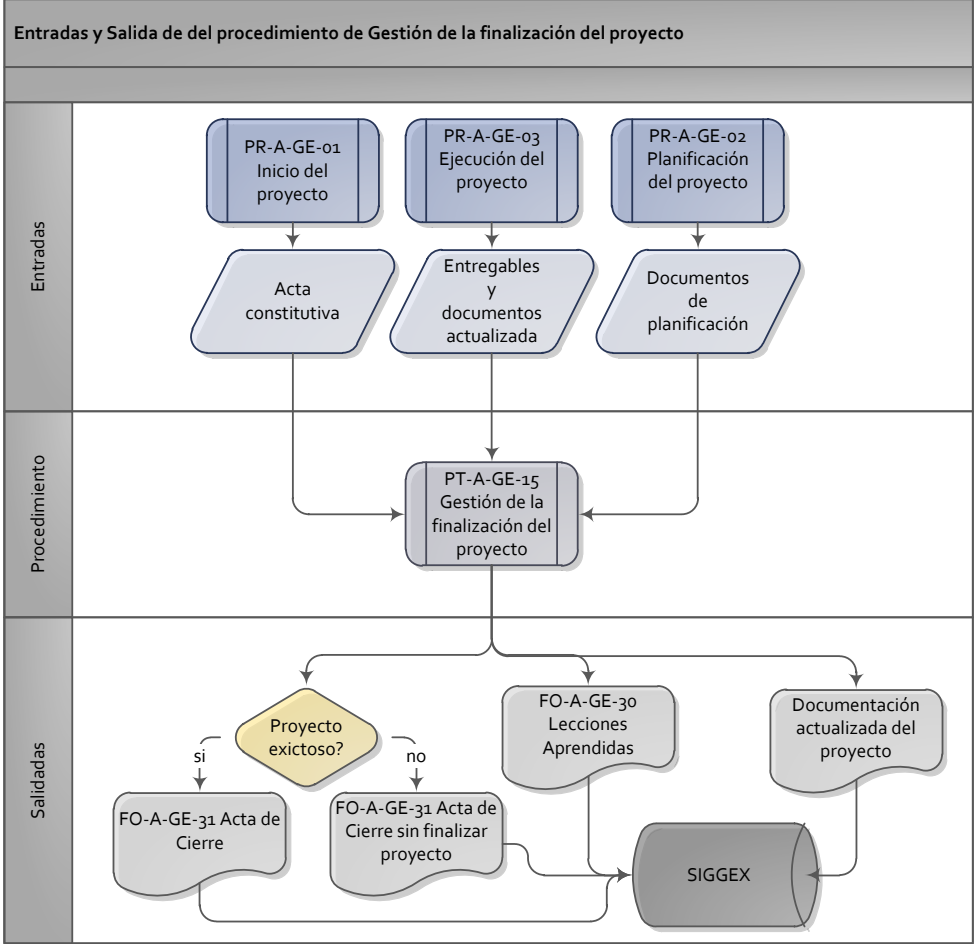 Entradas y Salida de del procedimiento de Gestión de la finalización del proyecto
Entradas
PR-A-GE-01
Inicio del
proyecto
PR-A-GE-03
Ejecución del
proyecto
PR-A-GE-02
Planificación
del proyecto
Acta
constitutiva
Entregables
y
documentos
actualizada
Documentos
de
planificación
Procedimiento
PT-A-GE-15
Gestión de la
finalización del
proyecto
Salidadas
Proyecto
exictoso?
si
no
FO-A-GE-30
Lecciones
Aprendidas
Documentación
actualizada del
proyecto
FO-A-GE-31 Acta de
Cierre
FO-A-GE-31 Acta de
Cierre sin finalizar
proyecto
SIGGEX